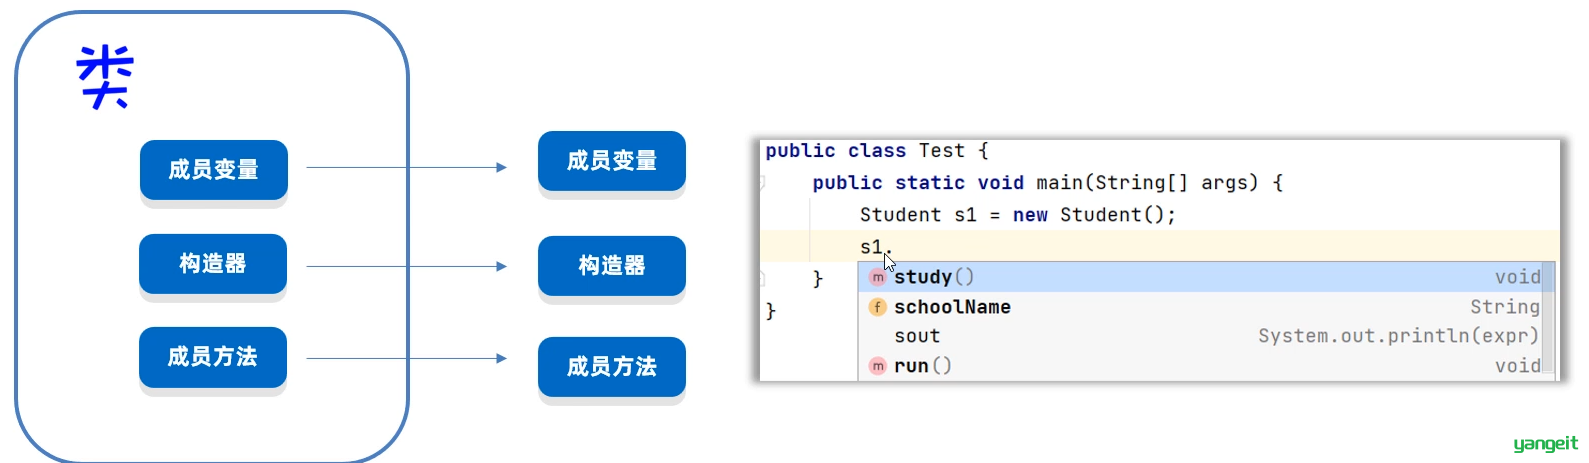 类
成员变量
构造器
成员方法
成员变量
构造器
成员方法
public class Test {
public static void main(String[] args) {
Student s1 = new Student();
s1.
m study() void
}
f schoolName String
}
sout System.out.println(expr)
m run() void
yangeit